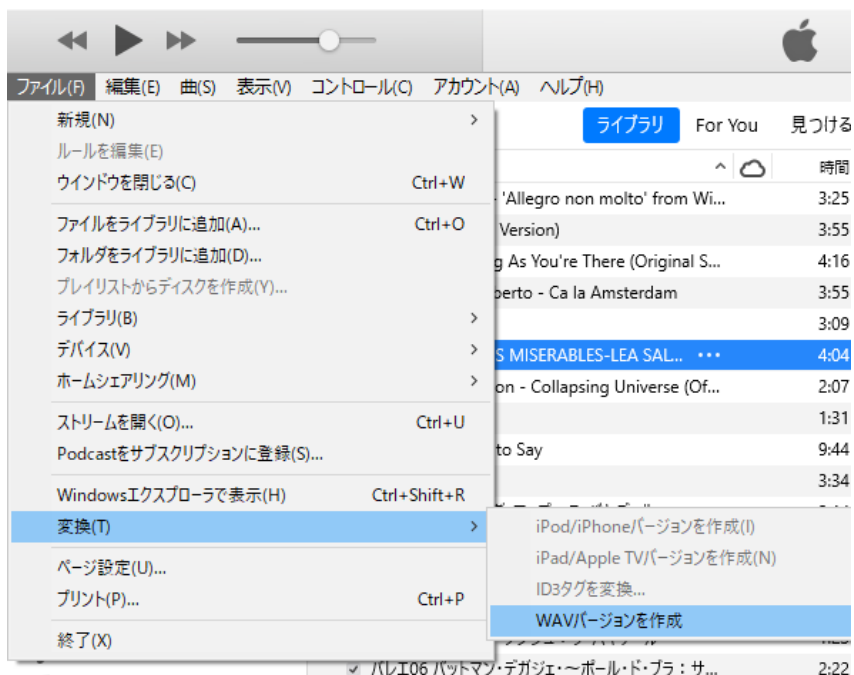 ファイル(F) 編集(E) 曲(S) 表示(V) コントロール(C) アカウント(A) ヘルプ(H)
新規(N)
ルールを編集(E)
ウインドウを閉じる(C) Ctrl+W
ファイルをライブラリに追加(A)... Ctrl+O
フォルダをライブラリに追加(D)...
プレイリストからディスクを作成(Y)...
ライブラリ(B)
デバイス(V)
ホームシェアリング(M)
ストリームを開く(O)... Ctrl+U
Podcastをサブスクリプションに登録(S)...
Windowsエクスプローラで表示(H) Ctrl+Shift+R
変換(T)
ページ設定(U)...
プリント(P)... Ctrl+P
終了(X)
iPod/iPhoneバージョンを作成(I)
iPad/Apple TVバージョンを作成(N)
ID3タグを変換...
WAVバージョンを作成
ライブラリ For You 見つける
時間
'Allegro non molto' from Wi... 3:25
Version) 3:55
g As You're There (Original S... 4:16
perto - Ca la Amsterdam 3:55
3:09
S MISERABLES-LEA SAL... ••• 4:04
on - Collapsing Universe (Of... 2:07
1:31
to Say 9:44
3:34
バレエ06 バットマン・デガジェ・～ポール・ド・ブラ：サ... 2:22